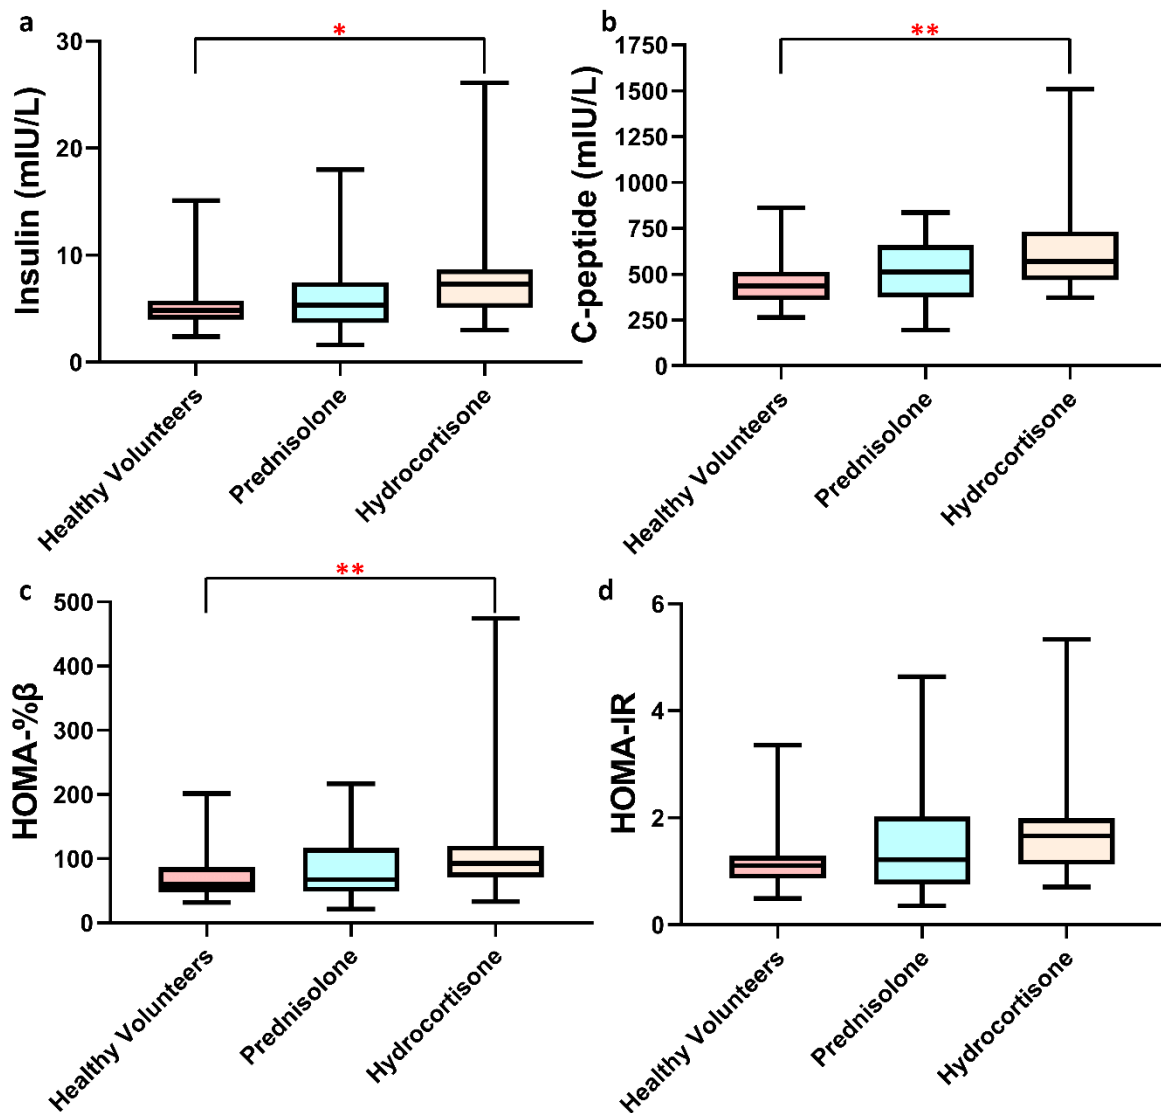 a
*
Insulin (mIU/L)
30
20
10
0
Healthy Volunteers
Prednisolone
Hydrocortisone
b
**
C-peptide (mIU/L)
1750
1500
1250
1000
750
500
250
0
Healthy Volunteers
Prednisolone
Hydrocortisone
c
**
HOMA-%β
500
400
300
200
100
0
Healthy Volunteers
Prednisolone
Hydrocortisone
d
HOMA-IR
6
4
2
0
Healthy Volunteers
Prednisolone
Hydrocortisone